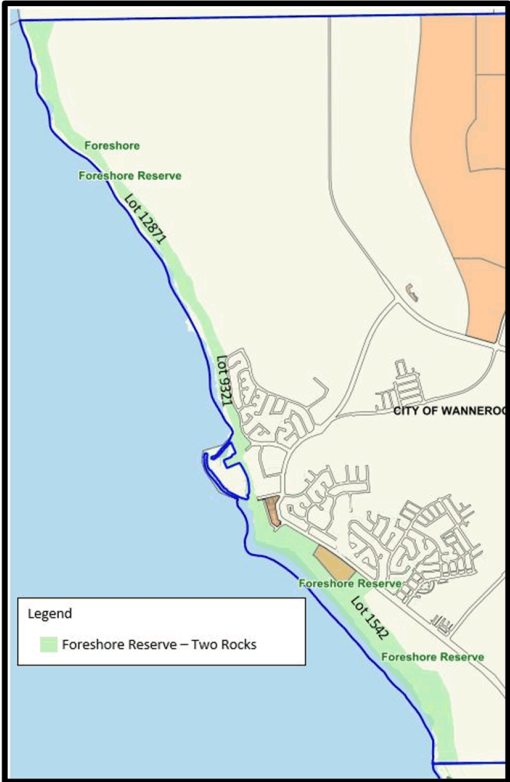 Foreshore
Foreshore Reserve
Lot 12871
Lot 9321
CITY OF WANNEROO
Foreshore Reserve
Lot 1542
Foreshore Reserve
Legend
Foreshore Reserve – Two Rocks